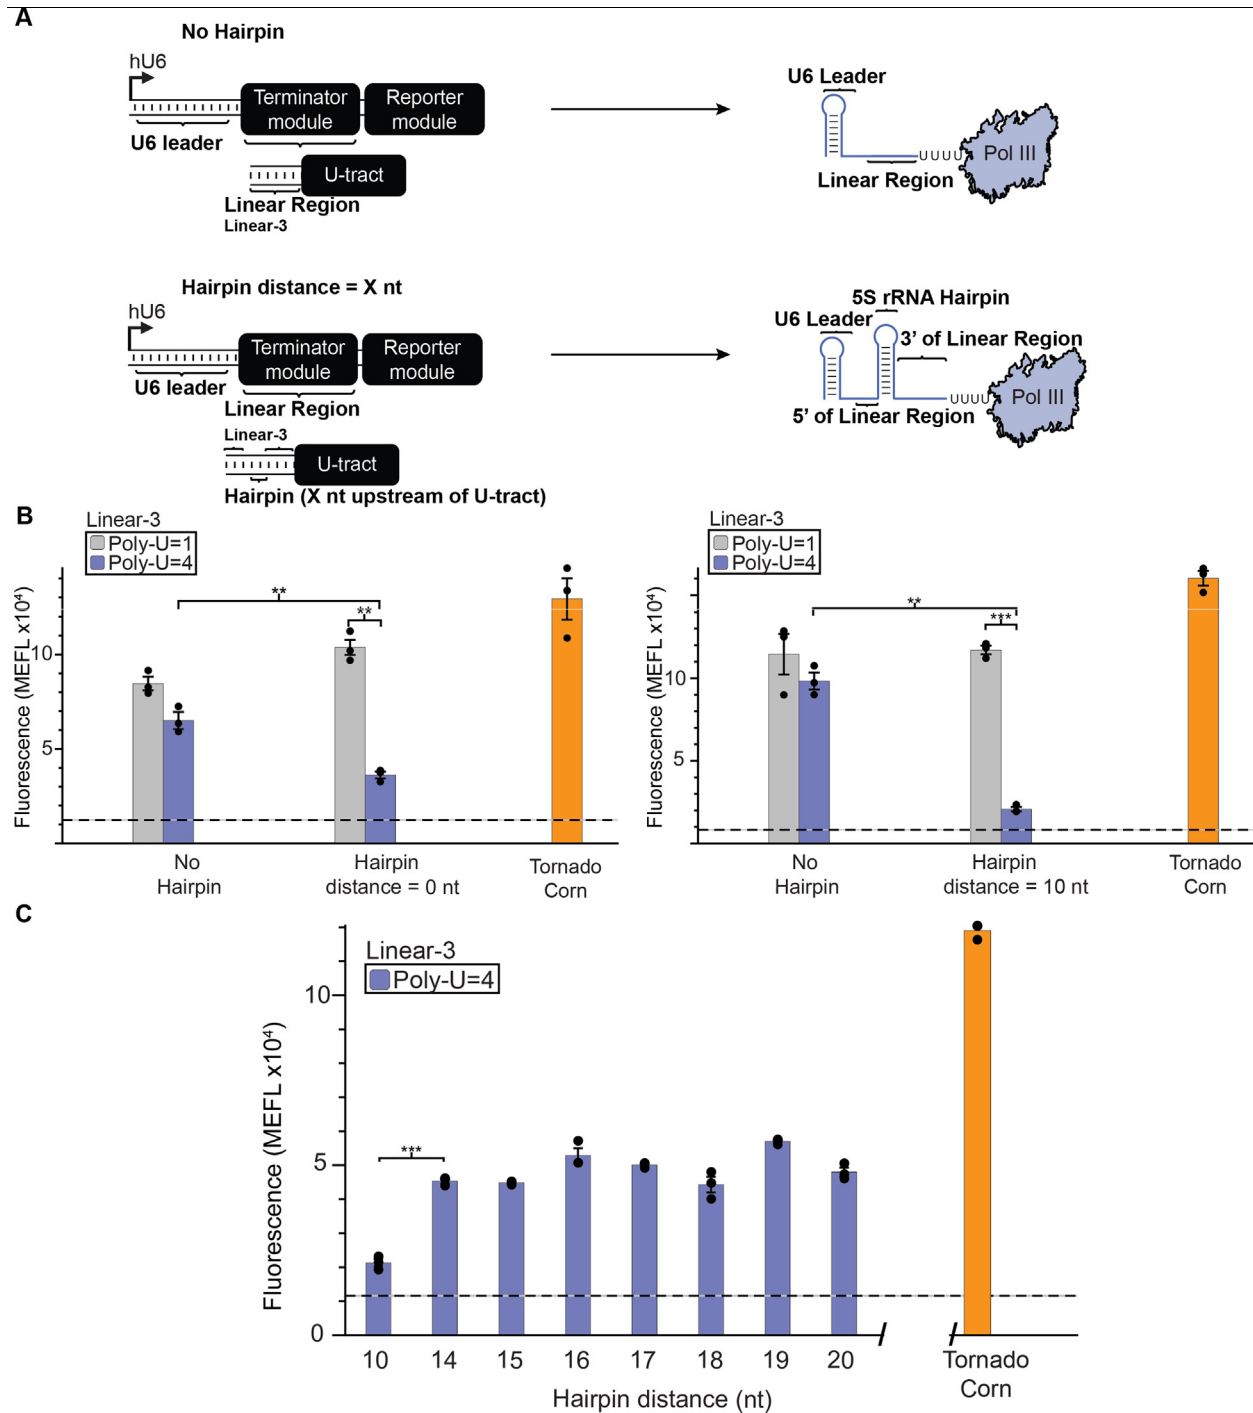 A
No Hairpin
hU6
Terminator
module
Reporter
module
U6 leader
U-tract
Linear Region
Linear-3
U6 Leader
UUUU
Pol III
Linear Region
Hairpin distance = X nt
hU6
Terminator
module
Reporter
module
U6 leader
Linear Region
Linear-3
U-tract
Hairpin (X nt upstream of U-tract)
5S rRNA Hairpin
U6 Leader
3’ of Linear Region
UUUU
Pol III
5’ of Linear Region
B
Linear-3
Poly-U=1
Poly-U=4
Fluorescence (MEFL x10⁴)
10
5
**
**
No
Hairpin
Hairpin
distance = 0 nt
Tornado
Corn
Linear-3
Poly-U=1
Poly-U=4
Fluorescence (MEFL x10⁴)
10
5
**
***
No
Hairpin
Hairpin
distance = 10 nt
Tornado
Corn
C
Linear-3
Poly-U=4
Fluorescence (MEFL x10⁴)
10
5
0
***
10 14 15 16 17 18 19 20
Tornado
Corn
Hairpin distance (nt)